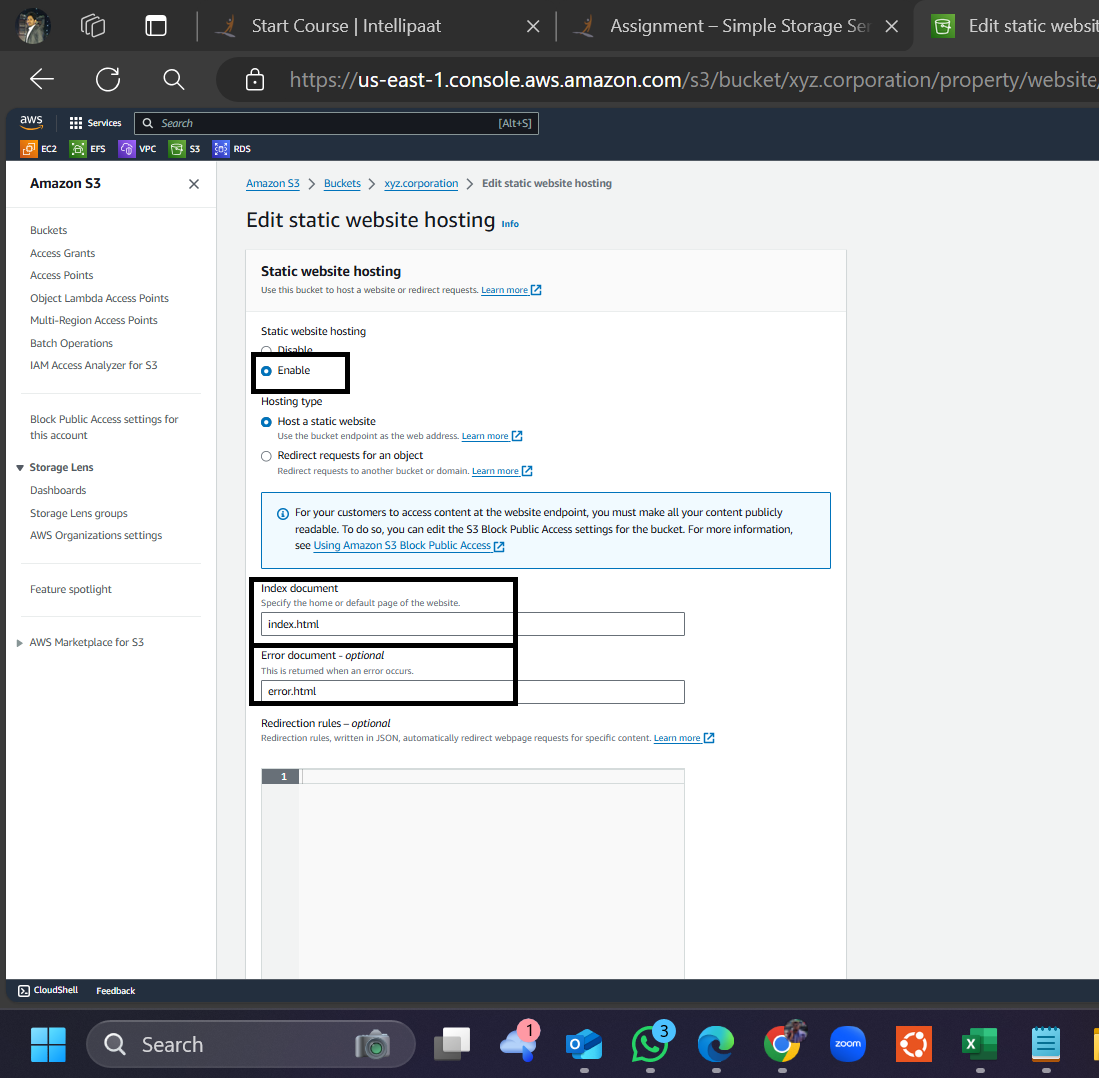 Start Course | Intellipaat
Assignment – Simple Storage Ser
Edit static websit
https://us-east-1.console.aws.amazon.com/s3/bucket/xyz.corporation/property/website/
aws
Services
Search
[Alt+S]
EC2
EFS
VPC
S3
RDS
Amazon S3
Buckets
Access Grants
Access Points
Object Lambda Access Points
Multi-Region Access Points
Batch Operations
IAM Access Analyzer for S3
Block Public Access settings for
this account
Storage Lens
Dashboards
Storage Lens groups
AWS Organizations settings
Feature spotlight
AWS Marketplace for S3
Amazon S3 > Buckets > xyz.corporation > Edit static website hosting
Edit static website hosting Info
Static website hosting
Use this bucket to host a website or redirect requests. Learn more
Static website hosting
Disable
Enable
Hosting type
Host a static website
Use the bucket endpoint as the web address. Learn more
Redirect requests for an object
Redirect requests to another bucket or domain. Learn more
For your customers to access content at the website endpoint, you must make all your content publicly
readable. To do so, you can edit the S3 Block Public Access settings for the bucket. For more information,
see Using Amazon S3 Block Public Access
Index document
Specify the home or default page of the website.
index.html
Error document - optional
This is returned when an error occurs.
error.html
Redirection rules – optional
Redirection rules, written in JSON, automatically redirect webpage requests for specific content. Learn more
1
CloudShell
Feedback
Search
1
3
zoom